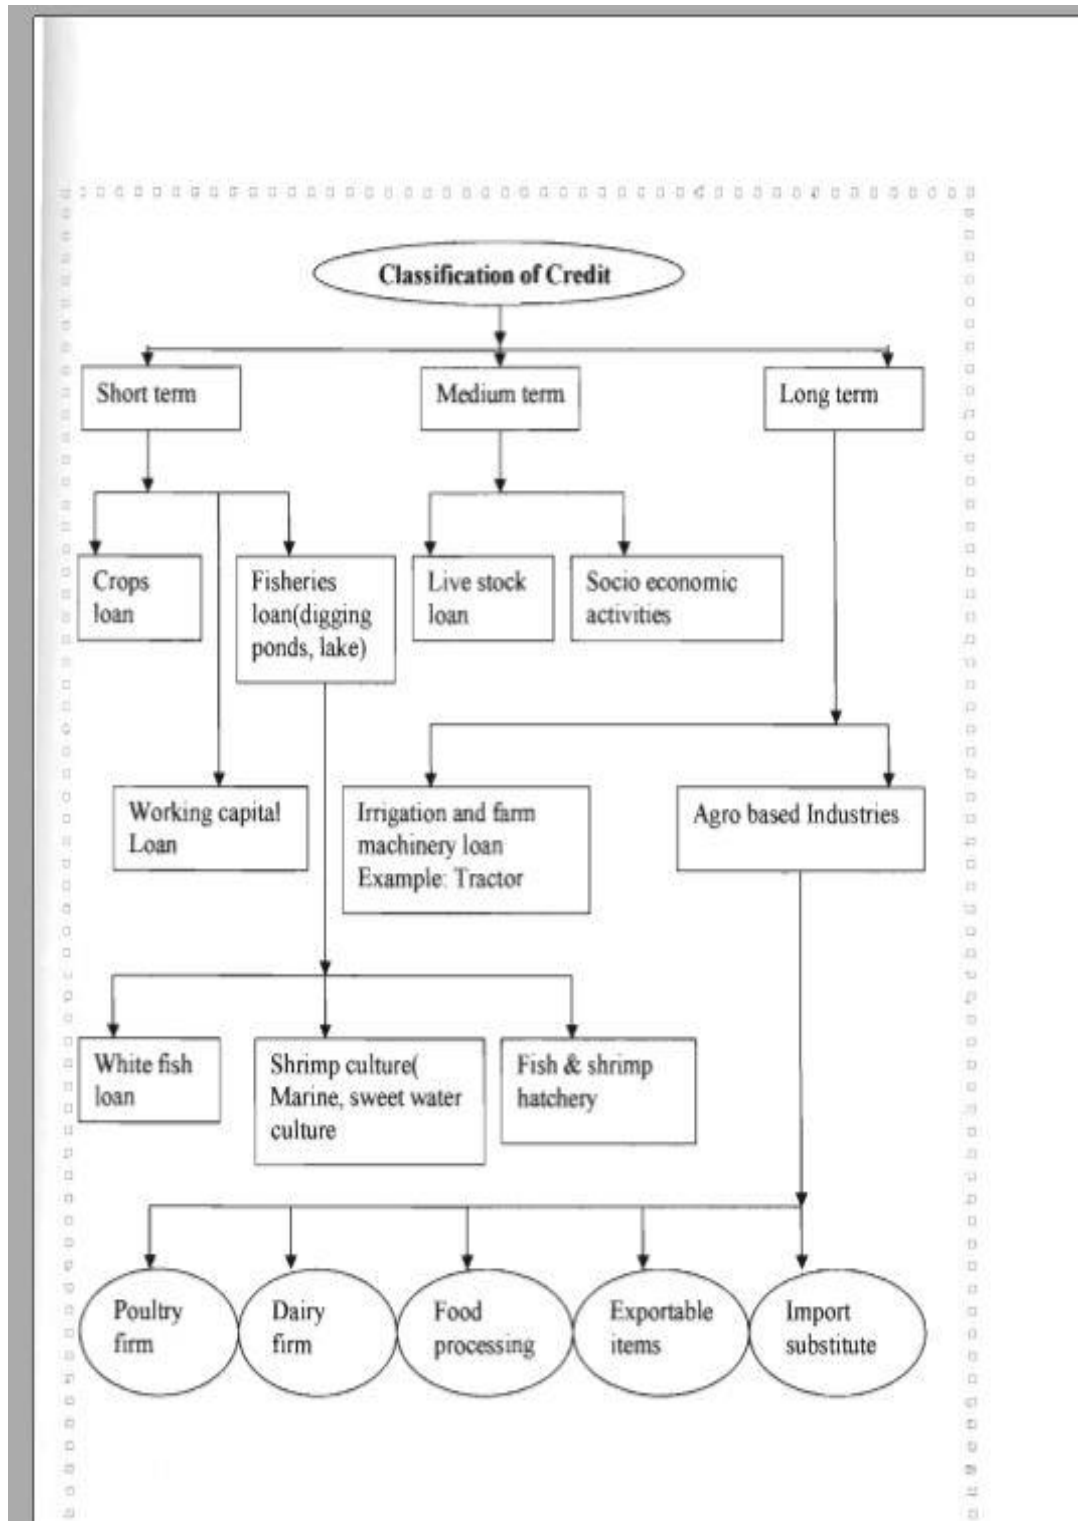 Classification of Credit
Short term
Medium term
Long term
Crops
loan
Fisheries
loan(digging
ponds, lake)
Live stock
loan
Socio economic
activities
Working capital
Loan
Irrigation and farm
machinery loan
Example: Tractor
Agro based Industries
White fish
loan
Shrimp culture(
Marine, sweet water
culture
Fish & shrimp
hatchery
Poultry
firm
Dairy
firm
Food
processing
Exportable
items
Import
substitute